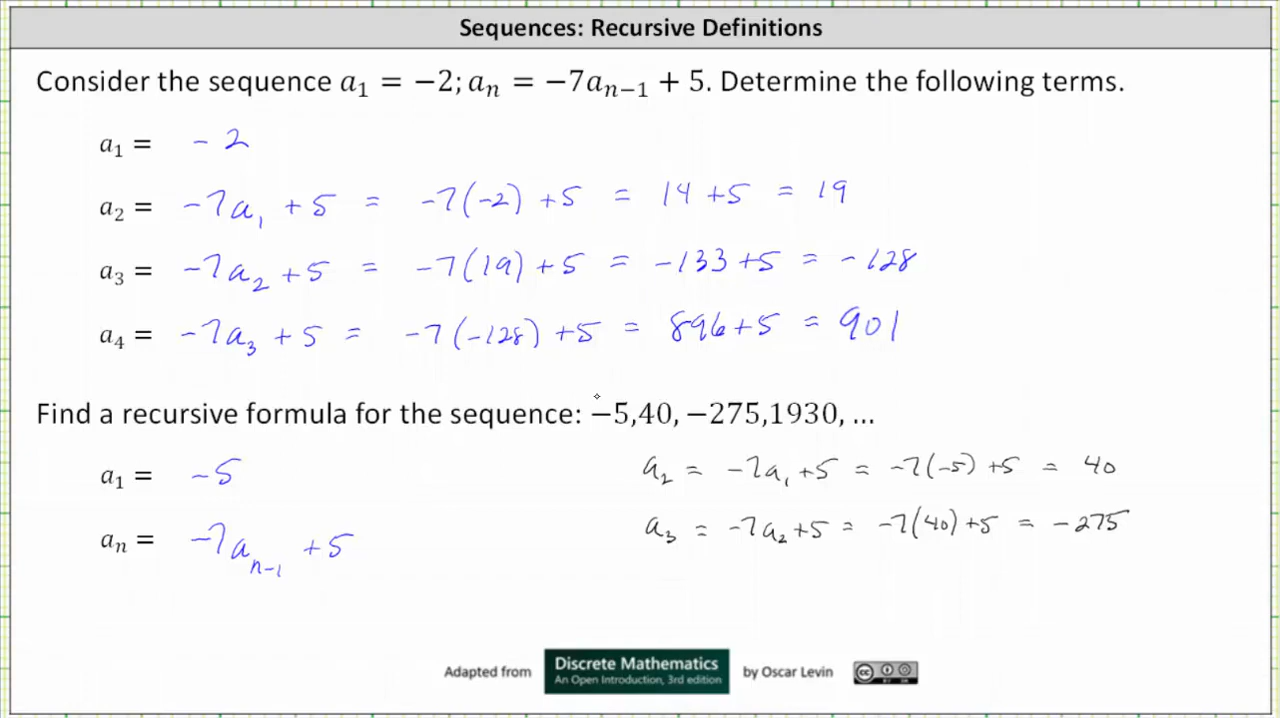 Sequences: Recursive Definitions
Consider the sequence a₁ = −2; aₙ = −7aₙ₋₁ + 5. Determine the following terms.
a₁ = -2
a₂ = -7a₁ + 5 = -7(-2) + 5 = 14 + 5 = 19
a₃ = -7a₂ + 5 = -7(19) + 5 = -133 + 5 = -128
a₄ = -7a₃ + 5 = -7(-128) + 5 = 896 + 5 = 901
Find a recursive formula for the sequence: −5,40, −275,1930, ...
a₁ = -5
aₙ = -7aₙ₋₁ + 5
a₂ = -7a₁ + 5 = -7(-5) + 5 = 40
a₃ = -7a₂ + 5 = -7(40) + 5 = -275
Adapted from Discrete Mathematics by Oscar Levin
An Open Introduction, 3rd edition
cc BY SA